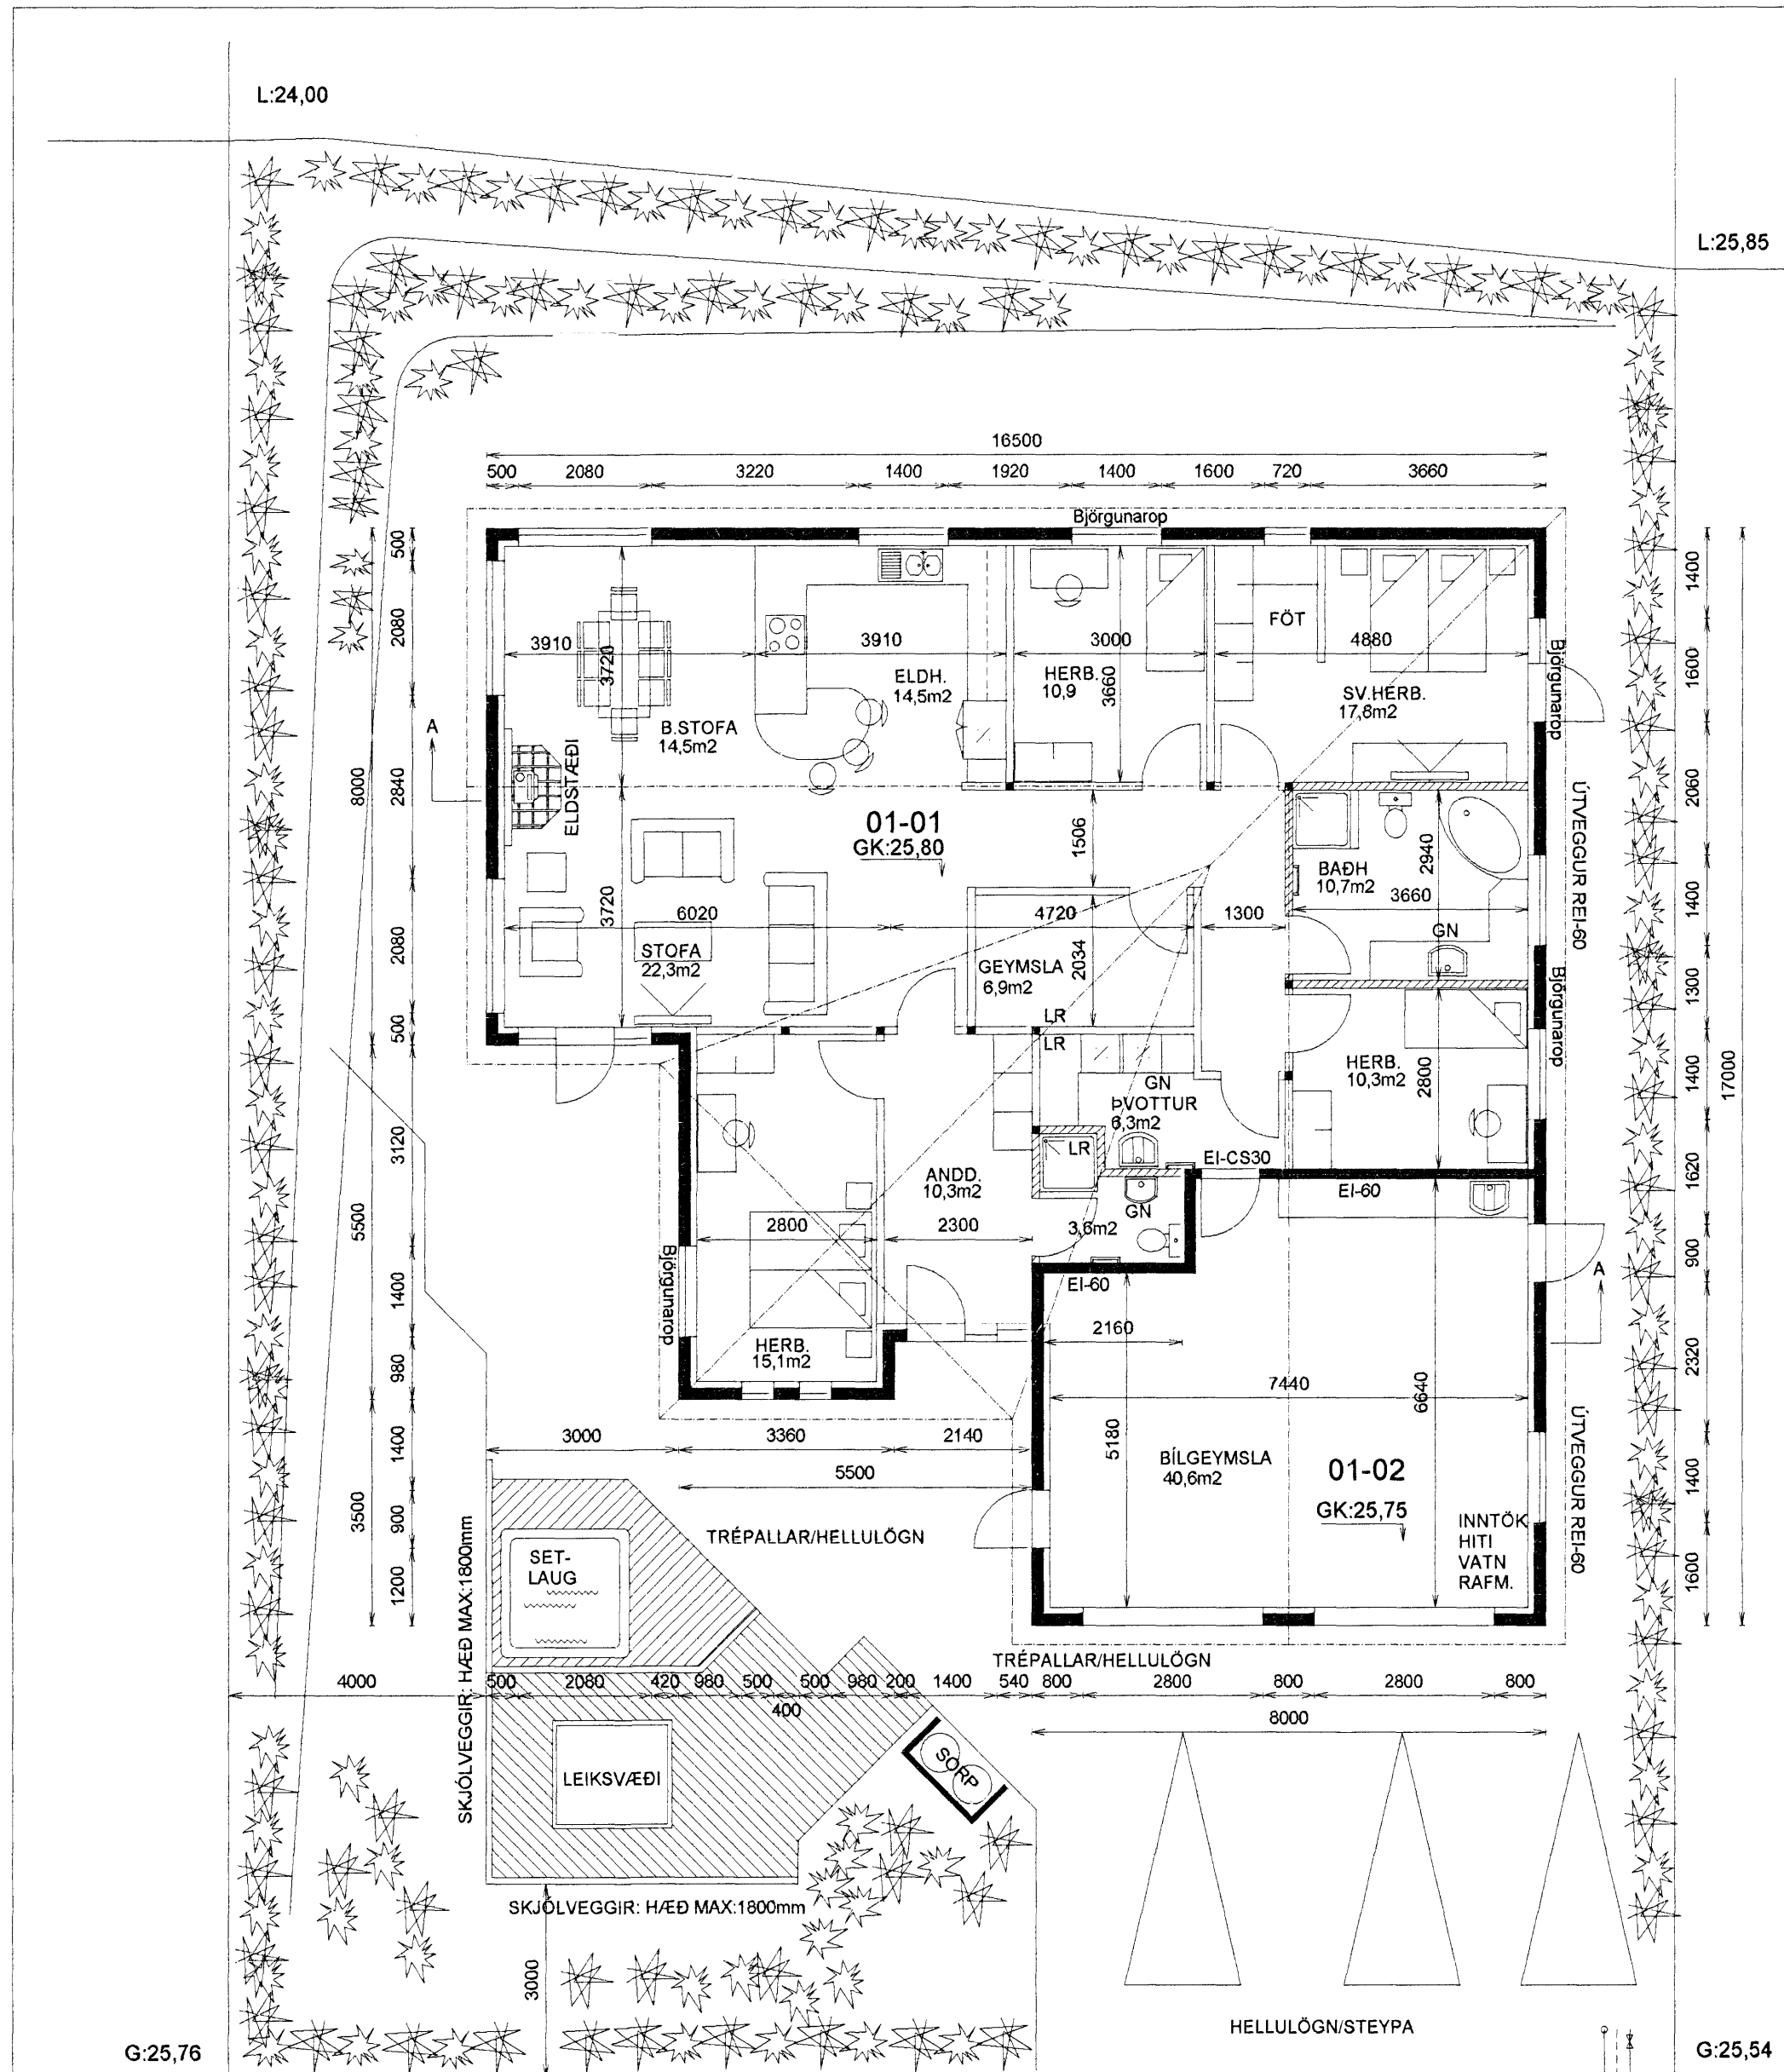 L:24,00
L:25,85
16500
500 2080 3220 1400 1920 1400 1600 720 3660
Björgunarop
500
2080
2840
2080
500
3120
1400
980
1400
900
1200
8000
5500
3500
1400
1600
2060
1400
1300
1400
1620
900
2320
1400
1600
17000
A
3910
3720
3910
3000
FÖT
4880
ELDH.
14,5m2
HERB.
10,9
3660
SV.HERB.
17,8m2
Björgunarop
B.STOFA
14,5m2
ELDSTÆÐI
ÚTVEGGUR REI-60
01-01
GK:25,80
1506
2940
BAÐH
10,7m2
3660
3720
6020
4720
1300
GN
STOFA
22,3m2
GEYMSLA
6,9m2
2034
Björgunarop
LR
LR
GN
ÞVOTTUR
6,3m2
HERB.
10,3m2
2800
LR
EI-CS30
EI-60
ANDD.
10,3m2
GN
3,6m2
2800
2300
Björgunarop
EI-60
A
2160
HERB.
15,1m2
7440
6640
5180
3000
3360
2140
5500
BÍLGEYMSLA
40,6m2
01-02
GK:25,75
ÚTVEGGUR REI-60
INNTÖK
HITI
VATN
RAFM.
TRÉPALLAR/HELLULÖGN
SET-
LAUG
SKJÓLVEGGIR: HÆÐ MAX:1800mm
TRÉPALLAR/HELLULÖGN
4000 500 2080 420 980 500 500 980 200 1400 540 800 2800 800 2800 800
400
8000
LEIKSVÆÐI
SORP
SKJÓLVEGGIR: HÆÐ MAX:1800mm
3000
HELLULÖGN/STEYPA
G:25,76
G:25,54